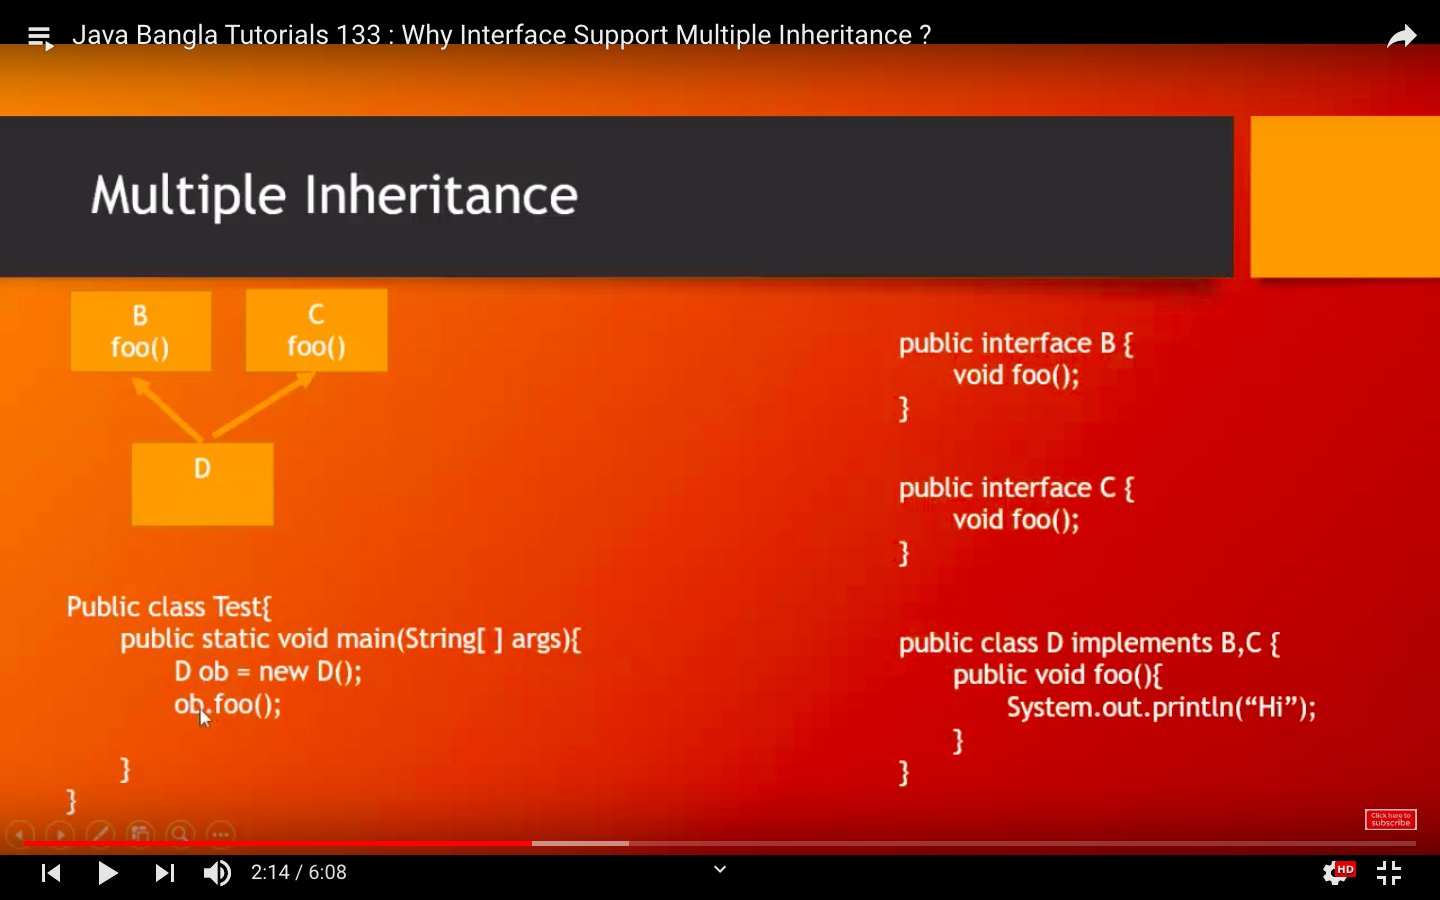 Java Bangla Tutorials 133 : Why Interface Support Multiple Inheritance ?
Multiple Inheritance
B
foo()
C
foo()
D
Public class Test{
public static void main(String[ ] args){
D ob = new D();
ob.foo();
}
}
public interface B {
void foo();
}
public interface C {
void foo();
}
public class D implements B,C {
public void foo(){
System.out.println(“Hi”);
}
}
Click here to
subscribe
2:14 / 6:08
HD